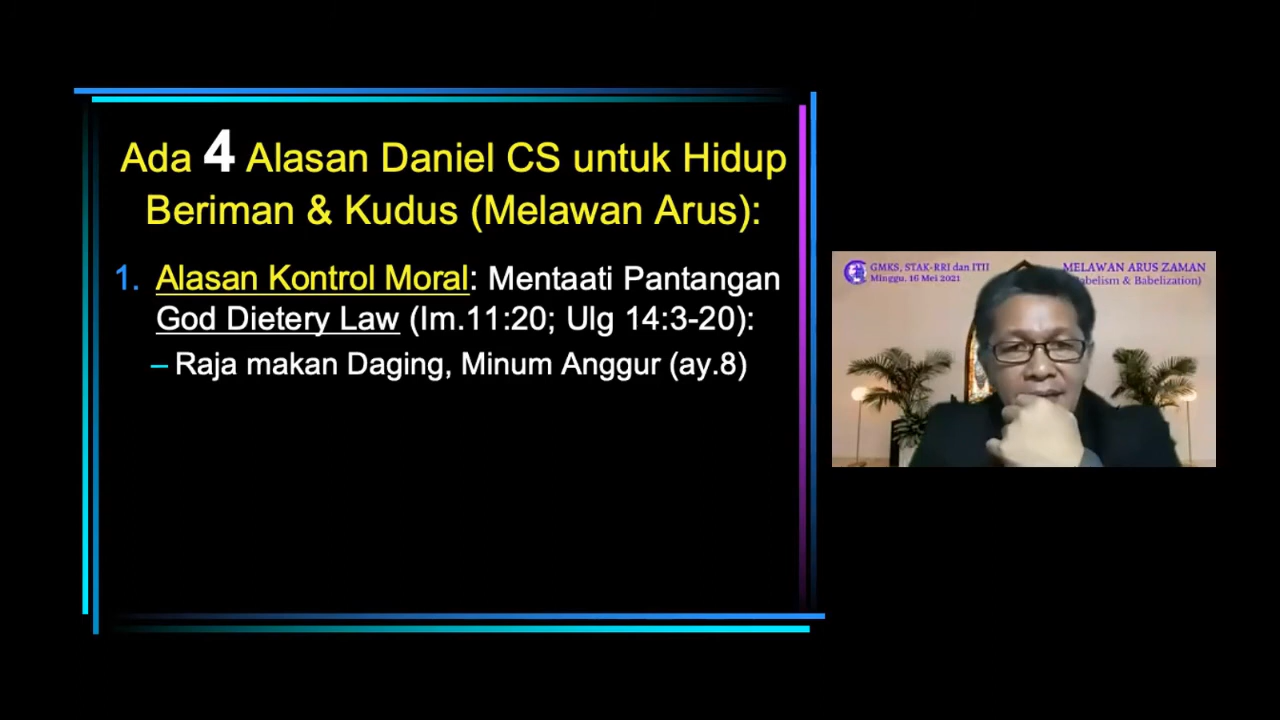 Ada 4 Alasan Daniel CS untuk Hidup
Beriman & Kudus (Melawan Arus):
1. Alasan Kontrol Moral: Mentaati Pantangan
God Dietery Law (Im.11:20; Ulg 14:3-20):
– Raja makan Daging, Minum Anggur (ay.8)
GMKS, STAK-RRI dan ITII
Minggu, 16 Mei 2021
MELAWAN ARUS ZAMAN
& Babelization)